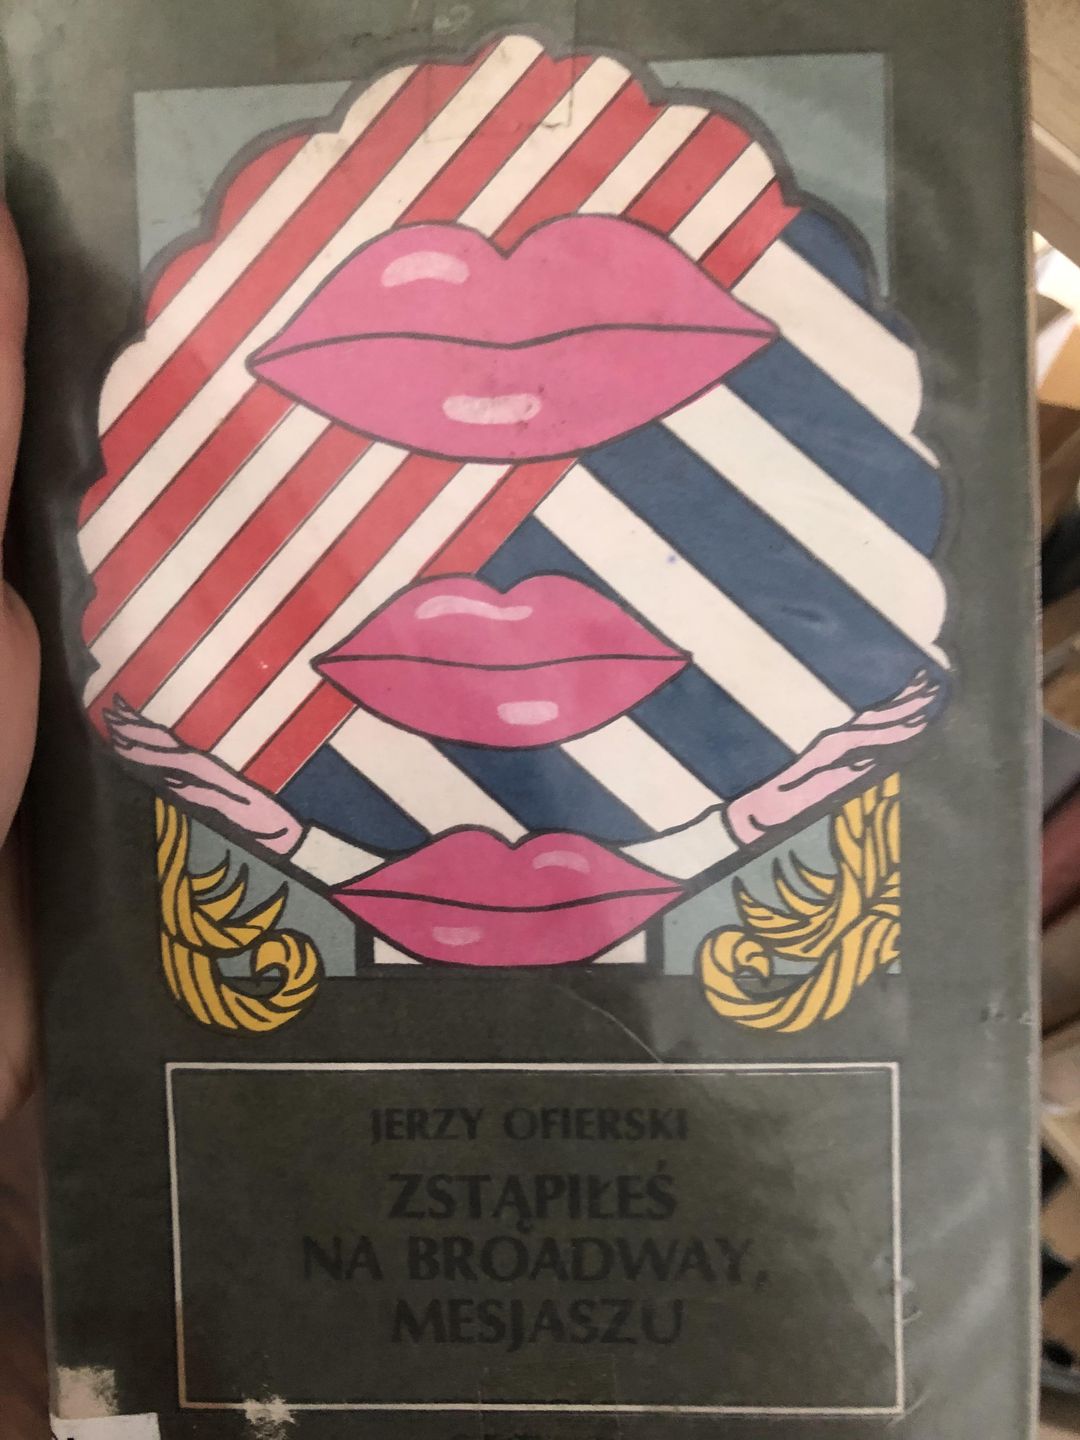 JERZY OFIERSKI
ZSTĄPIŁEŚ
NA BROADWAY,
MESJASZU